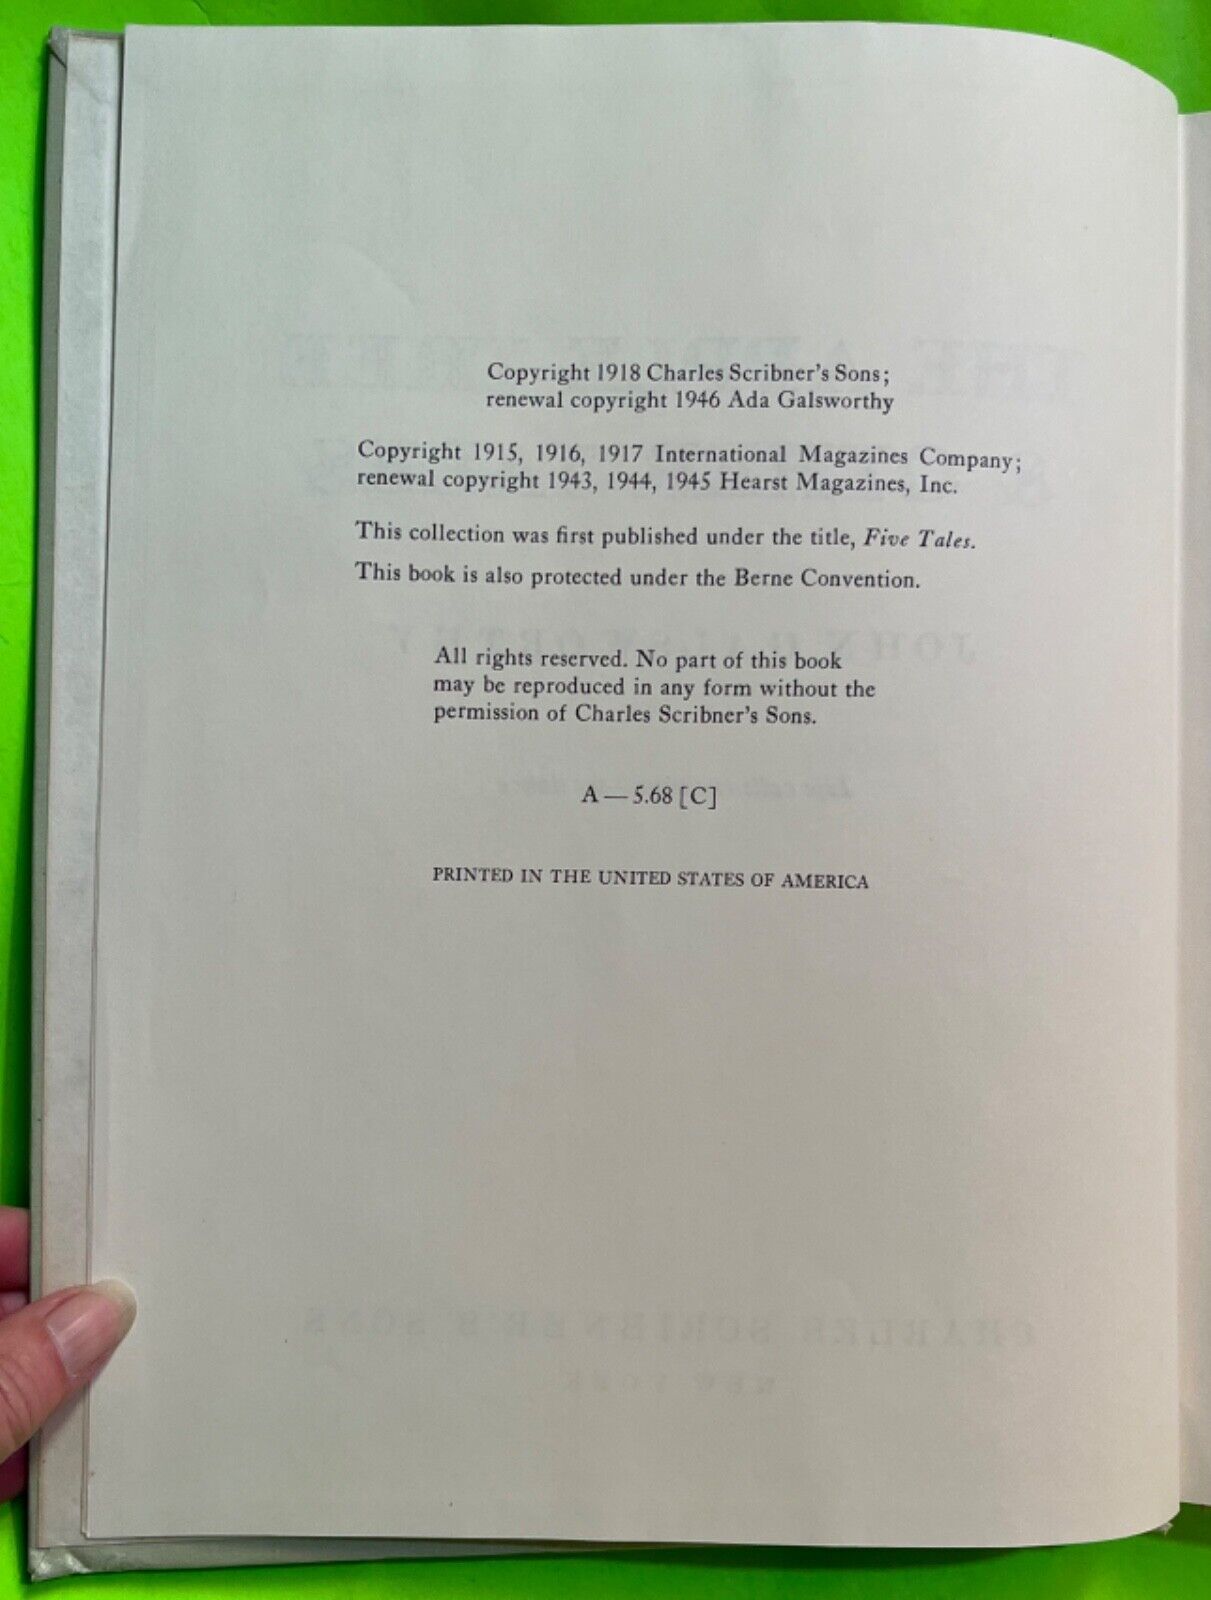 Copyright 1918 Charles Scribner's Sons;
renewal copyright 1946 Ada Galsworthy
Copyright 1915, 1916, 1917 International Magazines Company;
renewal copyright 1943, 1944, 1945 Hearst Magazines, Inc.
This collection was first published under the title, Five Tales.
This book is also protected under the Berne Convention.
All rights reserved. No part of this book
may be reproduced in any form without the
permission of Charles Scribner's Sons.
A — 5.68 [C]
PRINTED IN THE UNITED STATES OF AMERICA